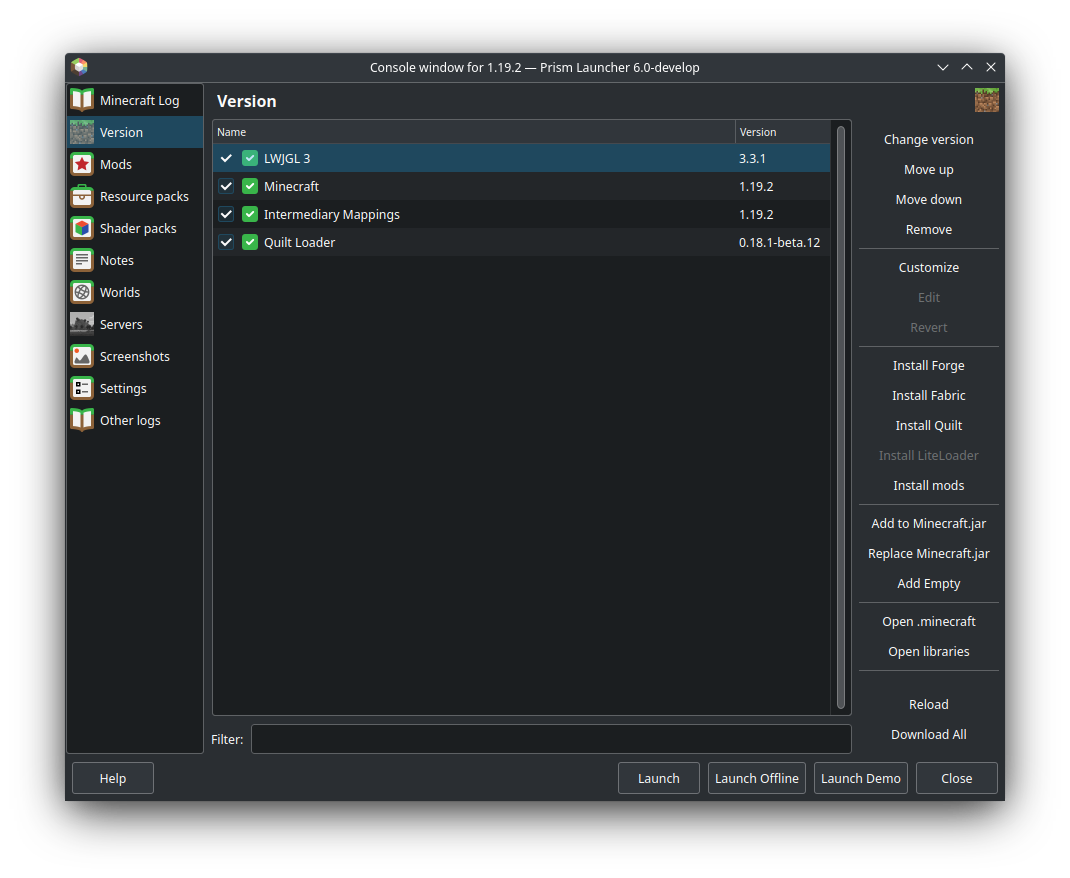 Console window for 1.19.2 — Prism Launcher 6.0-develop
Minecraft Log
Version
Mods
Resource packs
Shader packs
Notes
Worlds
Servers
Screenshots
Settings
Other logs
Version
Name Version
LWJGL 3 3.3.1
Minecraft 1.19.2
Intermediary Mappings 1.19.2
Quilt Loader 0.18.1-beta.12
Filter:
Change version
Move up
Move down
Remove
Customize
Edit
Revert
Install Forge
Install Fabric
Install Quilt
Install LiteLoader
Install mods
Add to Minecraft.jar
Replace Minecraft.jar
Add Empty
Open .minecraft
Open libraries
Reload
Download All
Help Launch Launch Offline Launch Demo Close